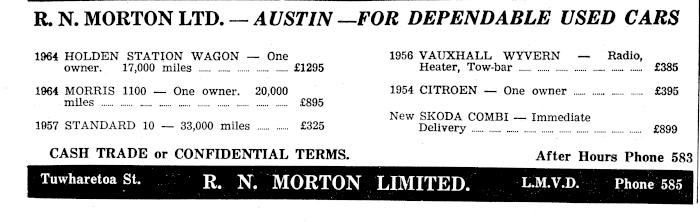 R. N. MORTON LTD. — AUSTIN — FOR DEPENDABLE USED CARS
1964 HOLDEN STATION WAGON — One
owner. 17,000 miles ........ £1295
1964 MORRIS 1100 — One owner. 20,000
miles ........ £895
1957 STANDARD 10 — 33,000 miles ........ £325
1956 VAUXHALL WYVERN — Radio,
Heater, Tow-bar ........ £385
1954 CITROEN — One owner ........ £395
New SKODA COMBI — Immediate
Delivery ........ £899
CASH TRADE or CONFIDENTIAL TERMS.
After Hours Phone 583
Tuwharetoa St. R. N. MORTON LIMITED. L.M.V.D. Phone 585